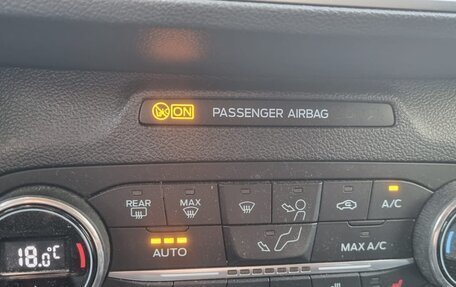 ON PASSENGER AIRBAG
REAR MAX A/C
AUTO MAX A/C
18.0°C